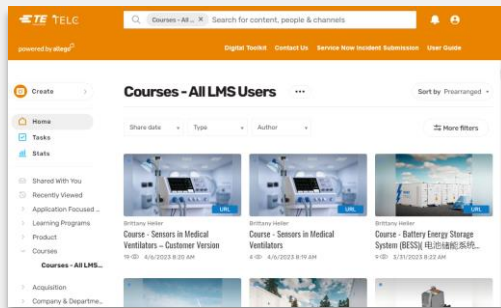 TE TELC
Courses - All ... × Search for content, people & channels
powered by allego
Digital Toolkit Contact Us Service Now Incident Submission User Guide
Create
Courses - All LMS Users ...
Sort by Prearranged
Home
Tasks
Stats
Share date Type Author
More filters
Shared With You
Recently Viewed
Application Focused ...
Learning Programs
Product
Courses
Courses - All LMS...
Acquisition
Company & Departme...
URL URL URL
Brittany Heller Brittany Heller Brittany Heller
Course - Sensors in Medical Course - Sensors in Medical Course - Battery Energy Storage
Ventilators – Customer Version Ventilators System (BESS)( 电池储能系统...
19 4/6/2023 8:20 AM 4 4/6/2023 8:19 AM 9 3/31/2023 8:22 AM